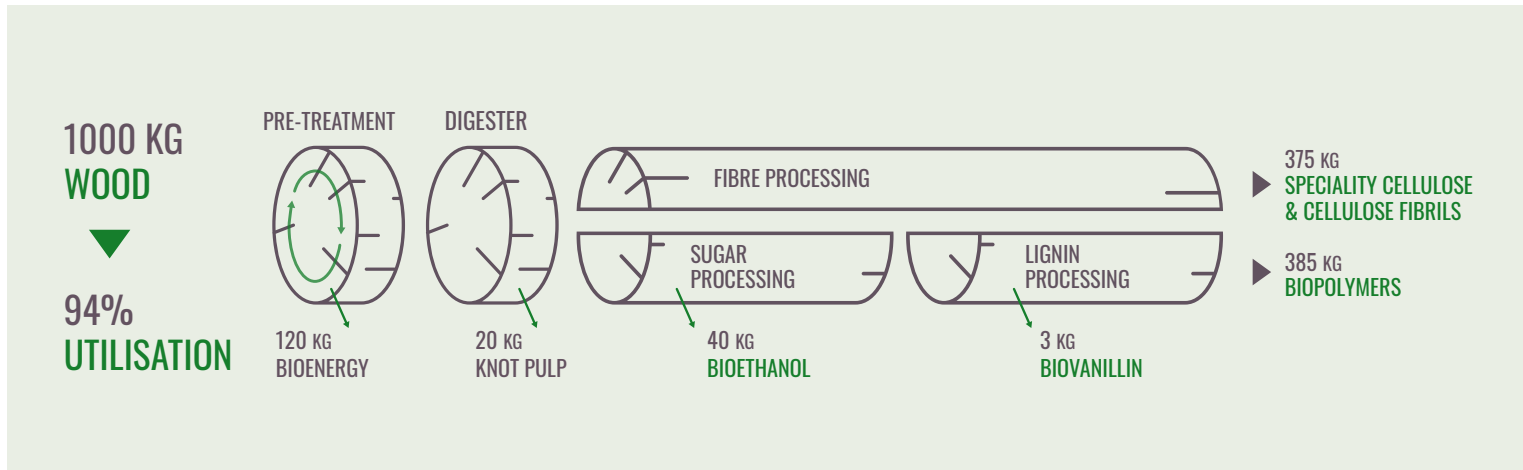 1000 KG
WOOD
94%
UTILISATION
PRE-TREATMENT
120 KG
BIOENERGY
DIGESTER
20 KG
KNOT PULP
FIBRE PROCESSING
375 KG
SPECIALITY CELLULOSE
& CELLULOSE FIBRILS
SUGAR
PROCESSING
40 KG
BIOETHANOL
LIGNIN
PROCESSING
3 KG
BIOVANILLIN
385 KG
BIOPOLYMERS